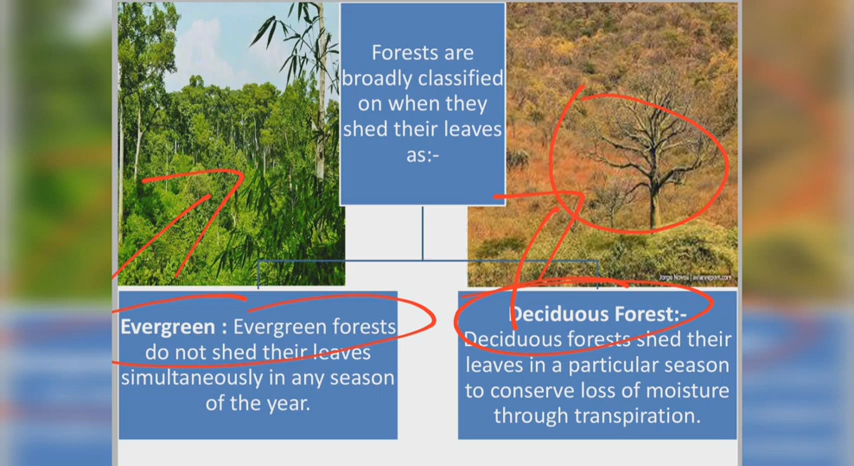 Forests are
broadly classified
on when they
shed their leaves
as:-
Evergreen : Evergreen forests
do not shed their leaves
simultaneously in any season
of the year.
Deciduous Forest:-
Deciduous forests shed their
leaves in a particular season
to conserve loss of moisture
through transpiration.